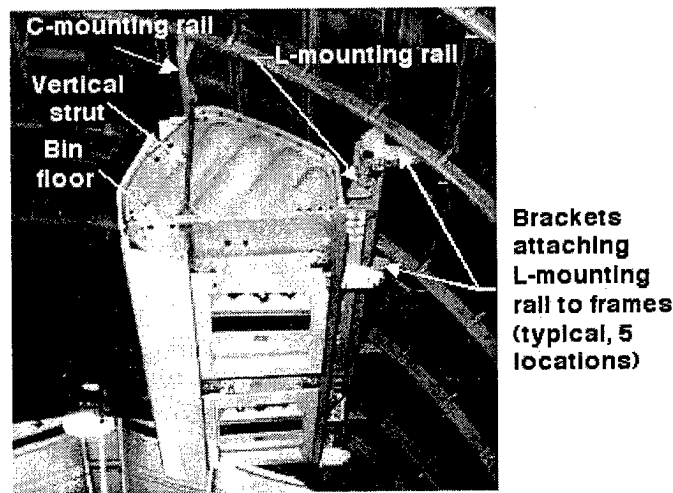 C-mounting rail
L-mounting rail
Vertical
strut
Bin
floor
Brackets
attaching
L-mounting
rail to frames
(typical, 5
locations)